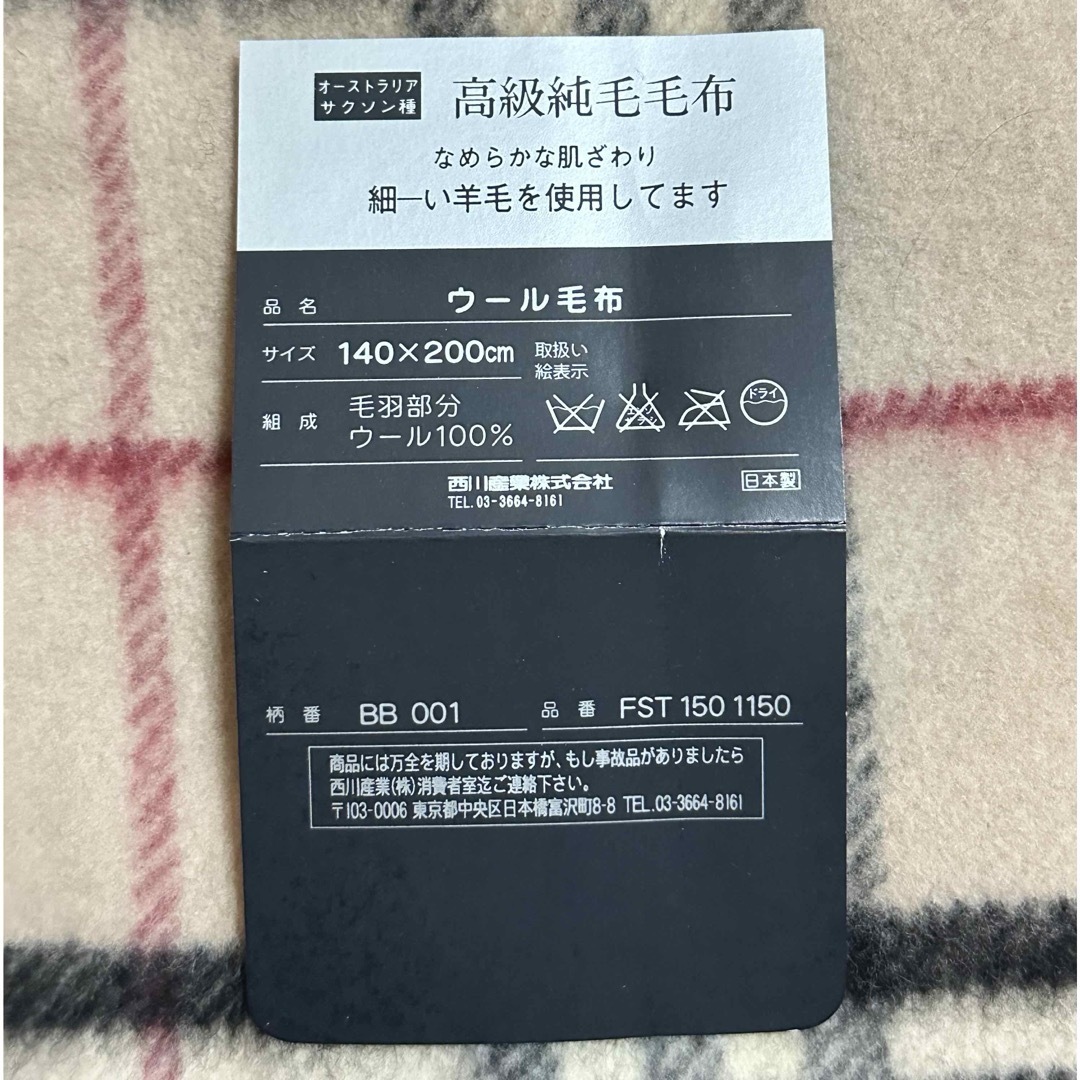 オーストラリア
サクソン種
高級純毛毛布
なめらかな肌ざわり
細ーい羊毛を使用してます
品名 ウール毛布
サイズ 140×200cm
取扱い
絵表示
組成 毛羽部分
ウール100%
エンソ
サラシ
ドライ
西川産業株式会社
TEL.03-3664-8161
日本製
柄番 BB 001
品番 FST 150 1150
商品には万全を期しておりますが、もし事故品がありましたら
西川産業(株)消費者室迄ご連絡下さい。
〒103-0006 東京都中央区日本橋富沢町8-8 TEL.03-3664-8161